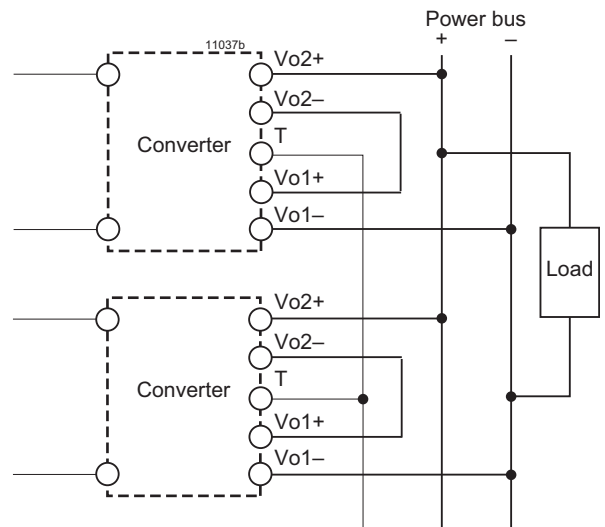 Power bus
+ –
11037b
Vo2+
Vo2–
T
Converter
Vo1+
Vo1–
Load
Vo2+
Vo2–
T
Converter
Vo1+
Vo1–